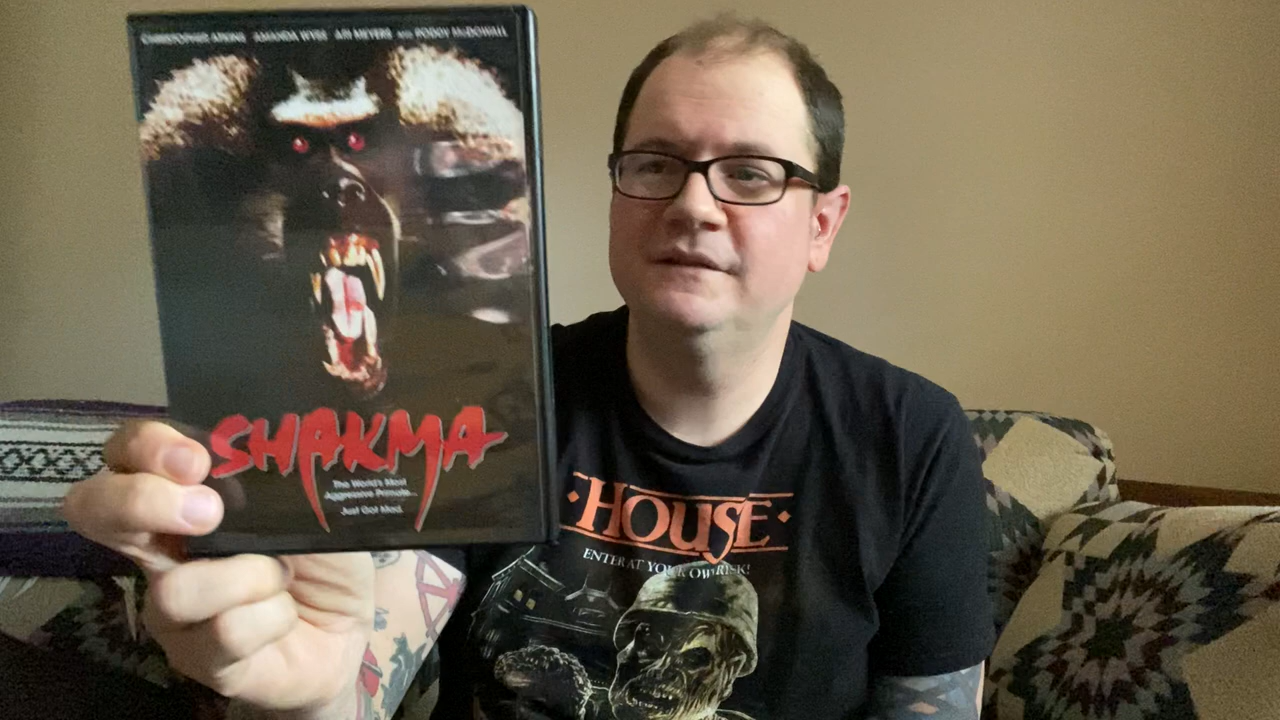 CHRISTOPHER ATKINS AMANDA WYSS ARI MEYERS AND RODDY McDOWALL
SHAKMA
The World's Most
Aggressive Primate...
Just Got Mad.
HOUSE
ENTER AT YOUR OWN RISK!